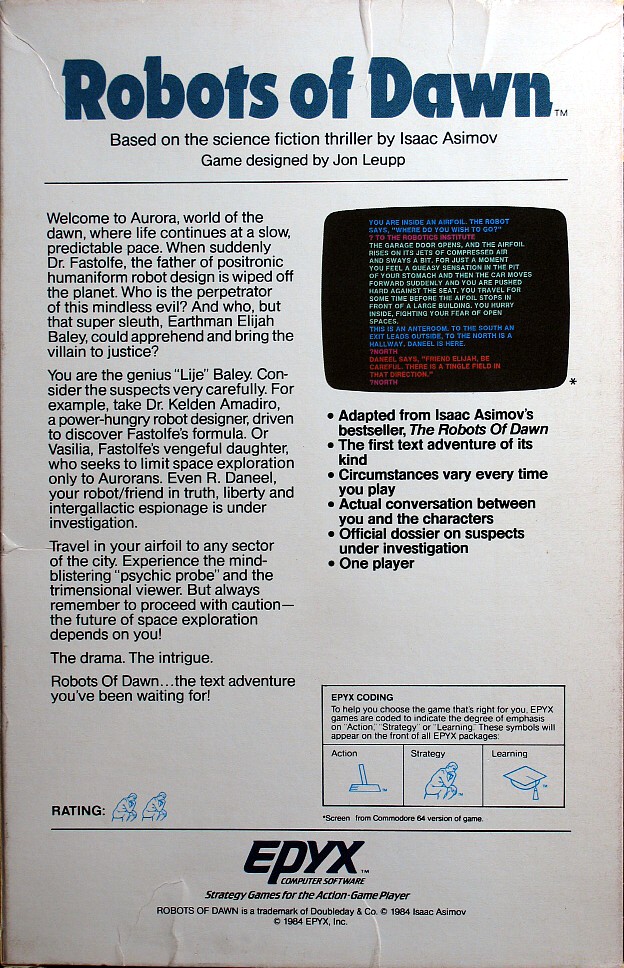 Robots of Dawn™
Based on the science fiction thriller by Isaac Asimov
Game designed by Jon Leupp
Welcome to Aurora, world of the
dawn, where life continues at a slow,
predictable pace. When suddenly
Dr. Fastolfe, the father of positronic
humaniform robot design is wiped off
the planet. Who is the perpetrator
of this mindless evil? And who, but
that super sleuth, Earthman Elijah
Baley, could apprehend and bring the
villain to justice?
You are the genius "Lije" Baley. Con-
sider the suspects very carefully. For
example, take Dr. Kelden Amadiro,
a power-hungry robot designer, driven
to discover Fastolfe's formula. Or
Vasilia, Fastolfe's vengeful daughter,
who seeks to limit space exploration
only to Aurorans. Even R. Daneel,
your robot/friend in truth, liberty and
intergallactic espionage is under
investigation.
Travel in your airfoil to any sector
of the city. Experience the mind-
blistering "psychic probe" and the
trimensional viewer. But always
remember to proceed with caution—
the future of space exploration
depends on you!
The drama. The intrigue.
Robots Of Dawn...the text adventure
you've been waiting for!
RATING:
YOU ARE INSIDE AN AIRFOIL. THE ROBOT
SAYS, "WHERE DO YOU WISH TO GO?"
? TO THE ROBOTICS INSTITUTE
THE GARAGE DOOR OPENS, AND THE AIRFOIL
RISES ON ITS JETS OF COMPRESSED AIR
AND SWAYS A BIT. FOR JUST A MOMENT
YOU FEEL A QUEASY SENSATION IN THE PIT
OF YOUR STOMACH AND THEN THE CAR MOVES
FORWARD SUDDENLY AND YOU ARE PUSHED
HARD AGAINST THE SEAT. YOU TRAVEL FOR
SOME TIME BEFORE THE AIFOIL STOPS IN
FRONT OF A LARGE BUILDING. YOU HURRY
INSIDE, FIGHTING YOUR FEAR OF OPEN
SPACES.
THIS IS AN ANTEROOM. TO THE SOUTH AN
EXIT LEADS OUTSIDE, TO THE NORTH IS A
HALLWAY. DANEEL IS HERE.
?NORTH
DANEEL SAYS, "FRIEND ELIJAH, BE
CAREFUL. THERE IS A TINGLE FIELD IN
THAT DIRECTION."
?NORTH
*
• Adapted from Isaac Asimov's
bestseller, The Robots Of Dawn
• The first text adventure of its
kind
• Circumstances vary every time
you play
• Actual conversation between
you and the characters
• Official dossier on suspects
under investigation
• One player
EPYX CODING
To help you choose the game that's right for you, EPYX
games are coded to indicate the degree of emphasis
on "Action," "Strategy" or "Learning." These symbols will
appear on the front of all EPYX packages:
Action Strategy Learning
TM TM TM
*Screen from Commodore 64 version of game.
EPYX™
COMPUTER SOFTWARE
Strategy Games for the Action-Game Player
ROBOTS OF DAWN is a trademark of Doubleday & Co. © 1984 Isaac Asimov
© 1984 EPYX, Inc.